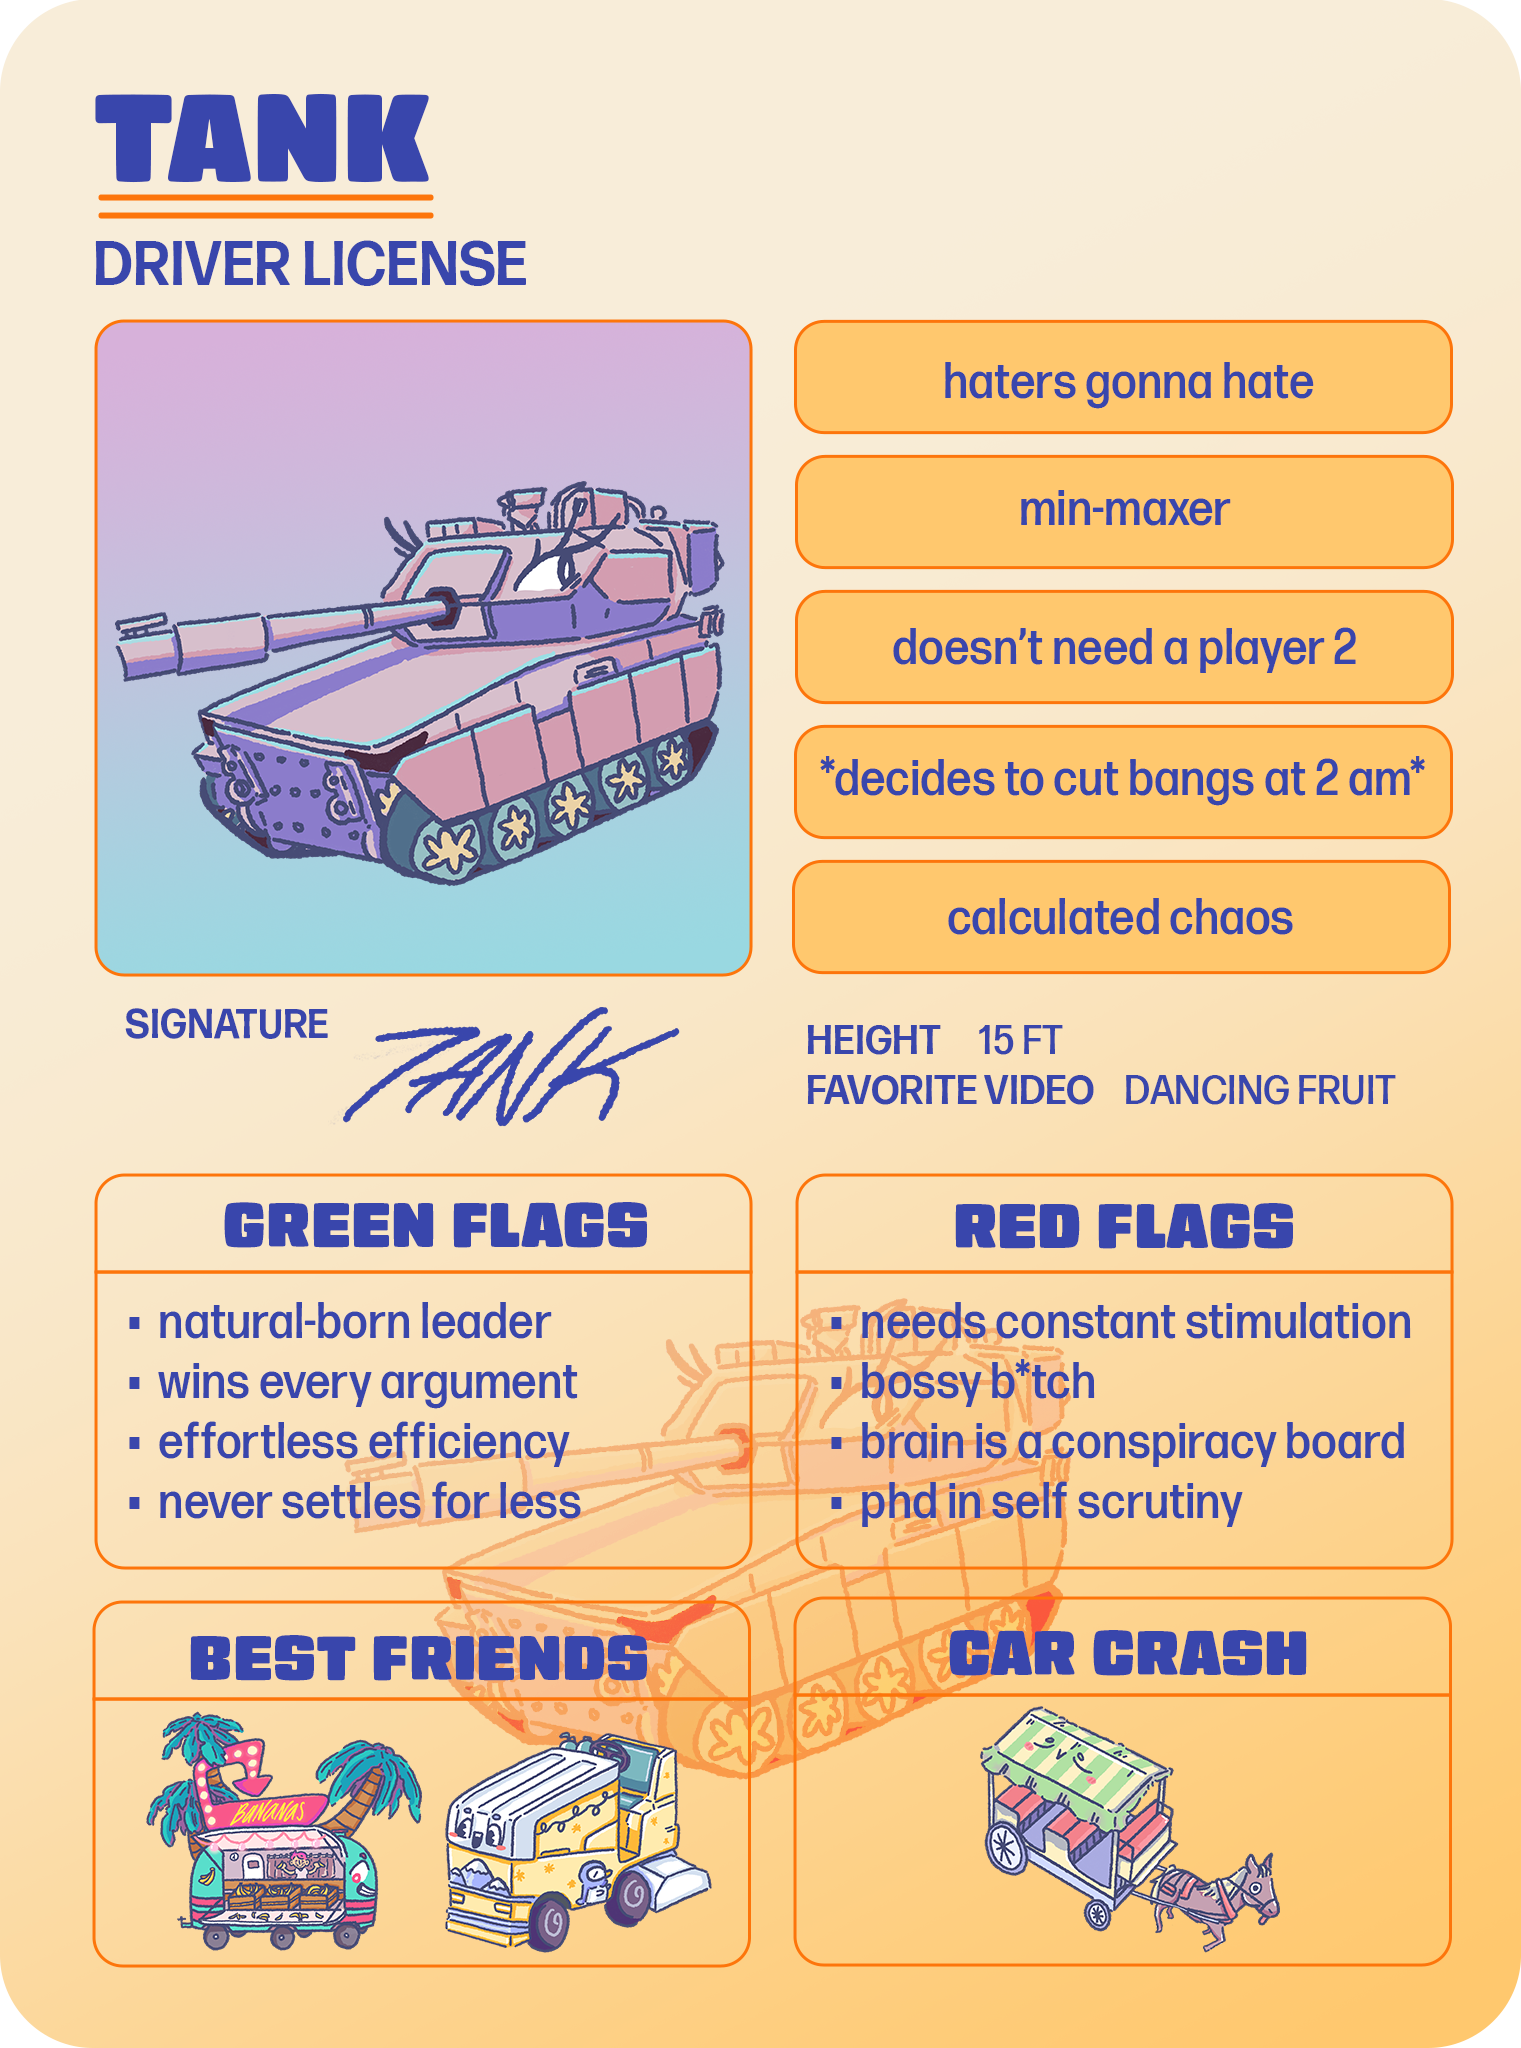 TANK
DRIVER LICENSE
haters gonna hate
min-maxer
doesn’t need a player 2
*decides to cut bangs at 2 am*
calculated chaos
SIGNATURE TANK
HEIGHT 15 FT
FAVORITE VIDEO DANCING FRUIT
GREEN FLAGS
▪ natural-born leader
▪ wins every argument
▪ effortless efficiency
▪ never settles for less
RED FLAGS
▪ needs constant stimulation
▪ bossy b*tch
▪ brain is a conspiracy board
▪ phd in self scrutiny
BEST FRIENDS
BANANAS
CAR CRASH